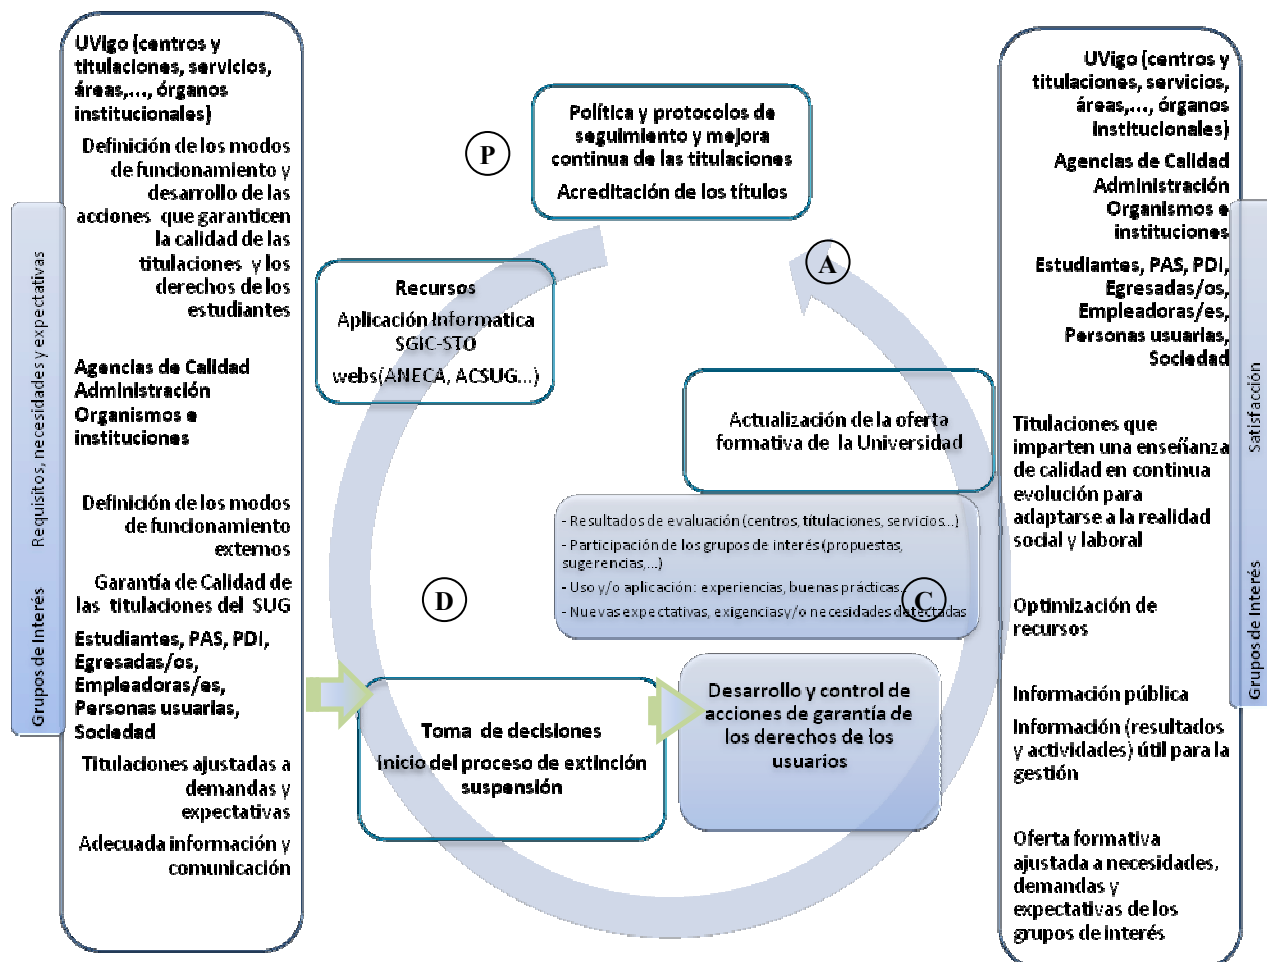 UVigo (centros y
titulaciones, servicios,
áreas,..., órganos
institucionales)
Definición de los modos
de funcionamiento y
desarrollo de las
acciones que garanticen
la calidad de las
titulaciones y los
derechos de los
estudiantes
Agencias de Calidad
Administración
Organismos e
instituciones
Definición de los modos
de funcionamiento
externos
Garantía de Calidad de
las titulaciones del SUG
Estudiantes, PAS, PDI,
Egresadas/os,
Empleadoras/es,
Personas usuarias,
Sociedad
Titulaciones ajustadas a
demandas y
expectativas
Adecuada información y
comunicación
Grupos de Interés Requisitos, necesidades y expectativas
P
Política y protocolos de
seguimiento y mejora
continua de las titulaciones
Acreditación de los títulos
A
Recursos
Aplicación Informatica
SGIC-STO
webs(ANECA, ACSUG...)
Actualización de la oferta
formativa de la Universidad
- Resultados de evaluación (centros, títulaciones, servicios...)
- Participación de los grupos de interés (propuestas,
sugerencias,...)
- Uso y/o aplicación: experiencias, buenas prácticas...
- Nuevas expectativas, exigencias y/o necesidades detectadas
D
C
Toma de decisiones
Inicio del proceso de extinción
suspensión
Desarrollo y control de
acciones de garantía de
los derechos de los
usuarios
UVigo (centros y
titulaciones, servicios,
áreas,..., órganos
institucionales)
Agencias de Calidad
Administración
Organismos e
instituciones
Estudiantes, PAS, PDI,
Egresadas/os,
Empleadoras/es,
Personas usuarias,
Sociedad
Titulaciones que
imparten una enseñanza
de calidad en continua
evolución para
adaptarse a la realidad
social y laboral
Optimización de
recursos
Información pública
Información (resultados
y actividades) útil para la
gestión
Oferta formativa
ajustada a necesidades,
demandas y
expectativas de los
grupos de interés
Grupos de Interés Satisfacción